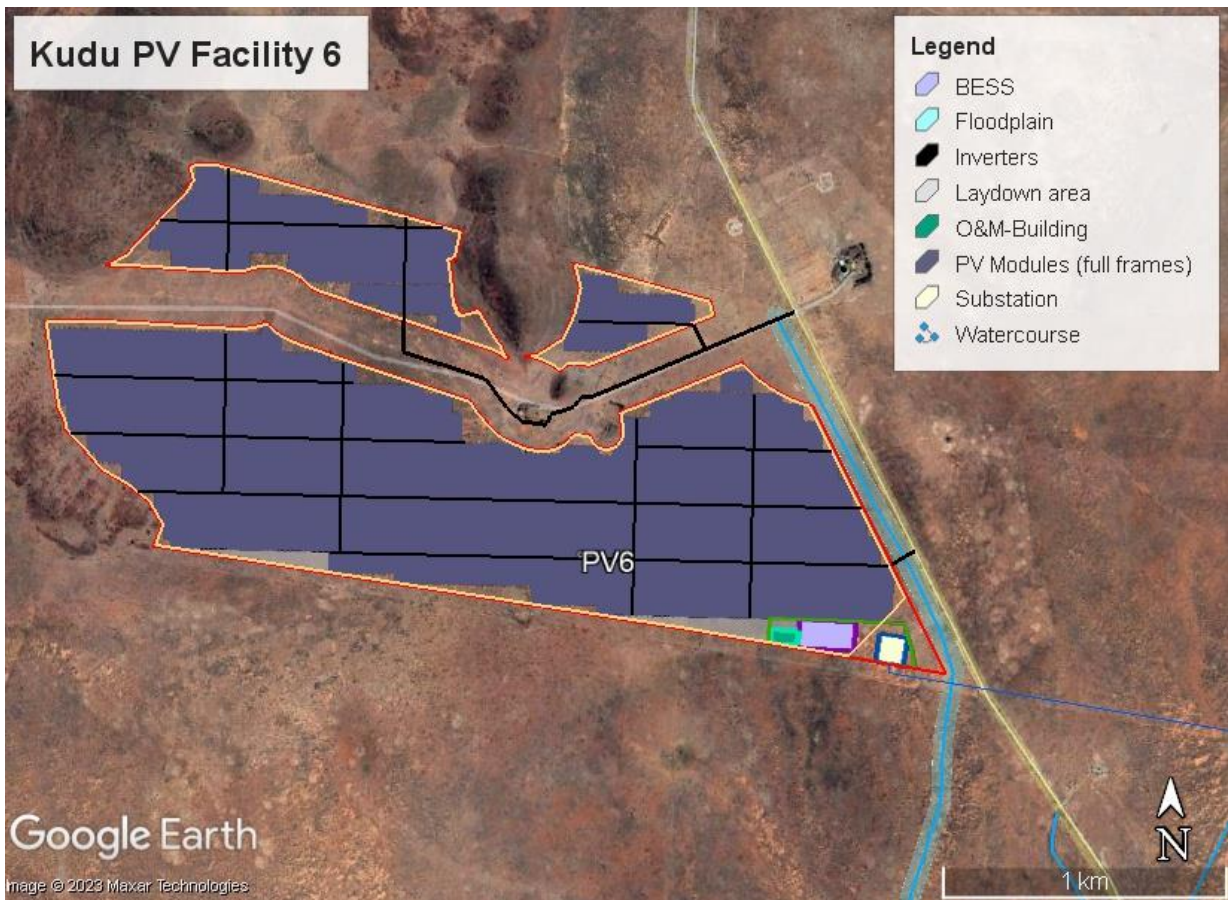 Kudu PV Facility 6
Legend
BESS
Floodplain
Inverters
Laydown area
O&M-Building
PV Modules (full frames)
Substation
Watercourse
PV6
Google Earth
mage © 2023 Maxar Technologies
N
1 km